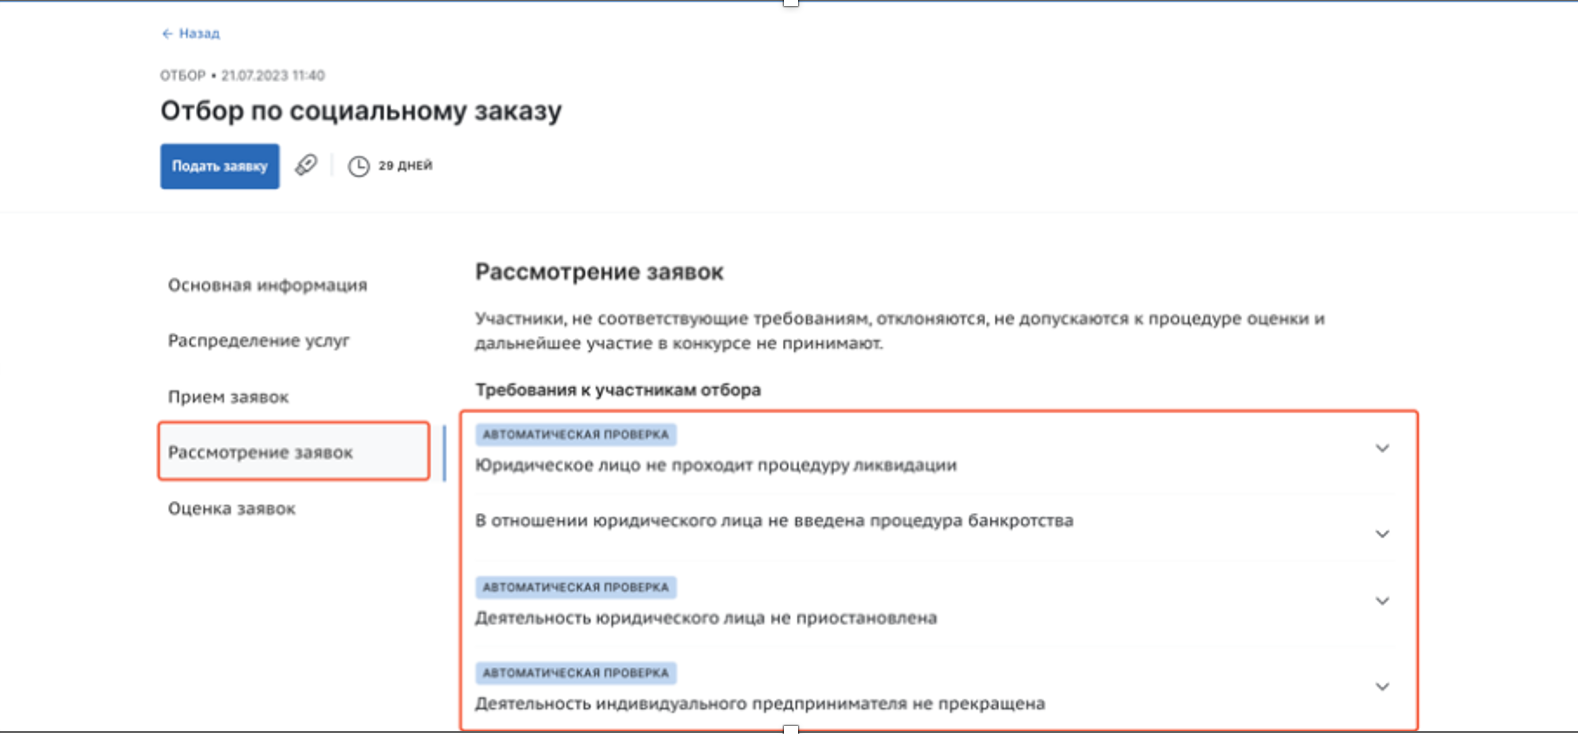 ← Назад
ОТБОР • 21.07.2023 11:40
Отбор по социальному заказу
Подать заявку
29 ДНЕЙ
Основная информация
Распределение услуг
Прием заявок
Рассмотрение заявок
Оценка заявок
Рассмотрение заявок
Участники, не соответствующие требованиям, отклоняются, не допускаются к процедуре оценки и
дальнейшее участие в конкурсе не принимают.
Требования к участникам отбора
АВТОМАТИЧЕСКАЯ ПРОВЕРКА
Юридическое лицо не проходит процедуру ликвидации
В отношении юридического лица не введена процедура банкротства
АВТОМАТИЧЕСКАЯ ПРОВЕРКА
Деятельность юридического лица не приостановлена
АВТОМАТИЧЕСКАЯ ПРОВЕРКА
Деятельность индивидуального предпринимателя не прекращена